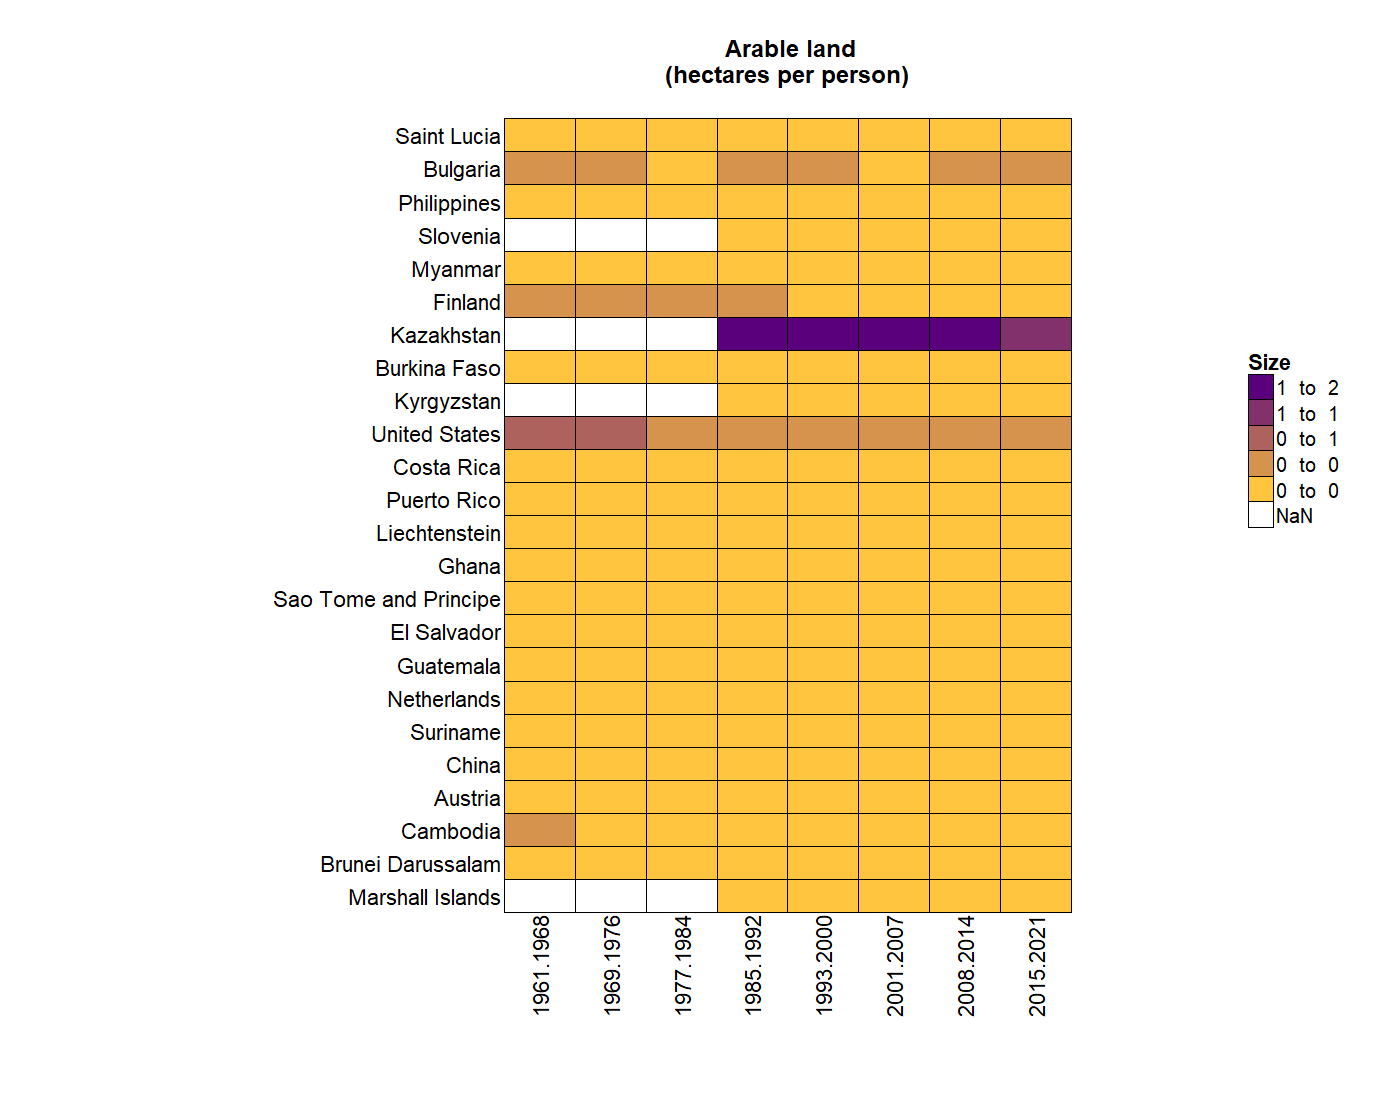 Arable land
(hectares per person)
Saint Lucia
Bulgaria
Philippines
Slovenia
Myanmar
Finland
Kazakhstan
Burkina Faso
Kyrgyzstan
United States
Costa Rica
Puerto Rico
Liechtenstein
Ghana
Sao Tome and Principe
El Salvador
Guatemala
Netherlands
Suriname
China
Austria
Cambodia
Brunei Darussalam
Marshall Islands
1961.1968
1969.1976
1977.1984
1985.1992
1993.2000
2001.2007
2008.2014
2015.2021
Size
1 to 2
1 to 1
0 to 1
0 to 0
0 to 0
NaN